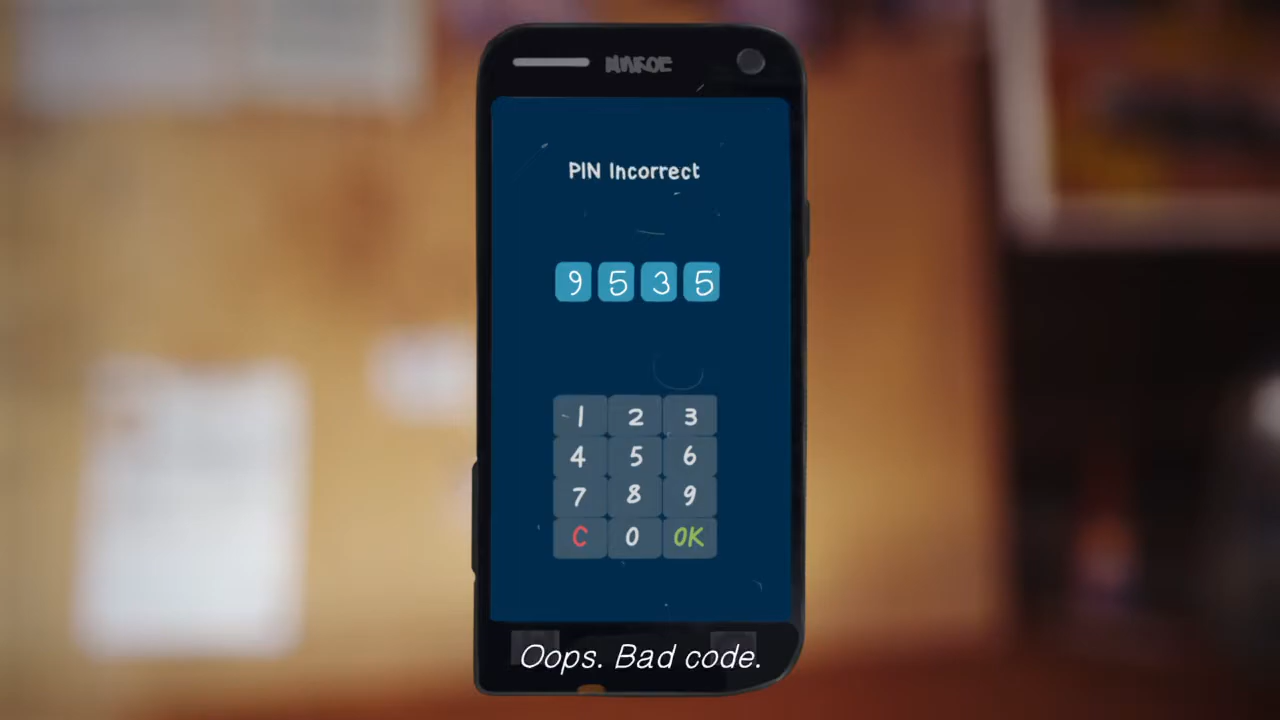 PIN Incorrect
9 5 3 5
1 2 3
4 5 6
7 8 9
C 0 OK
Oops. Bad code.